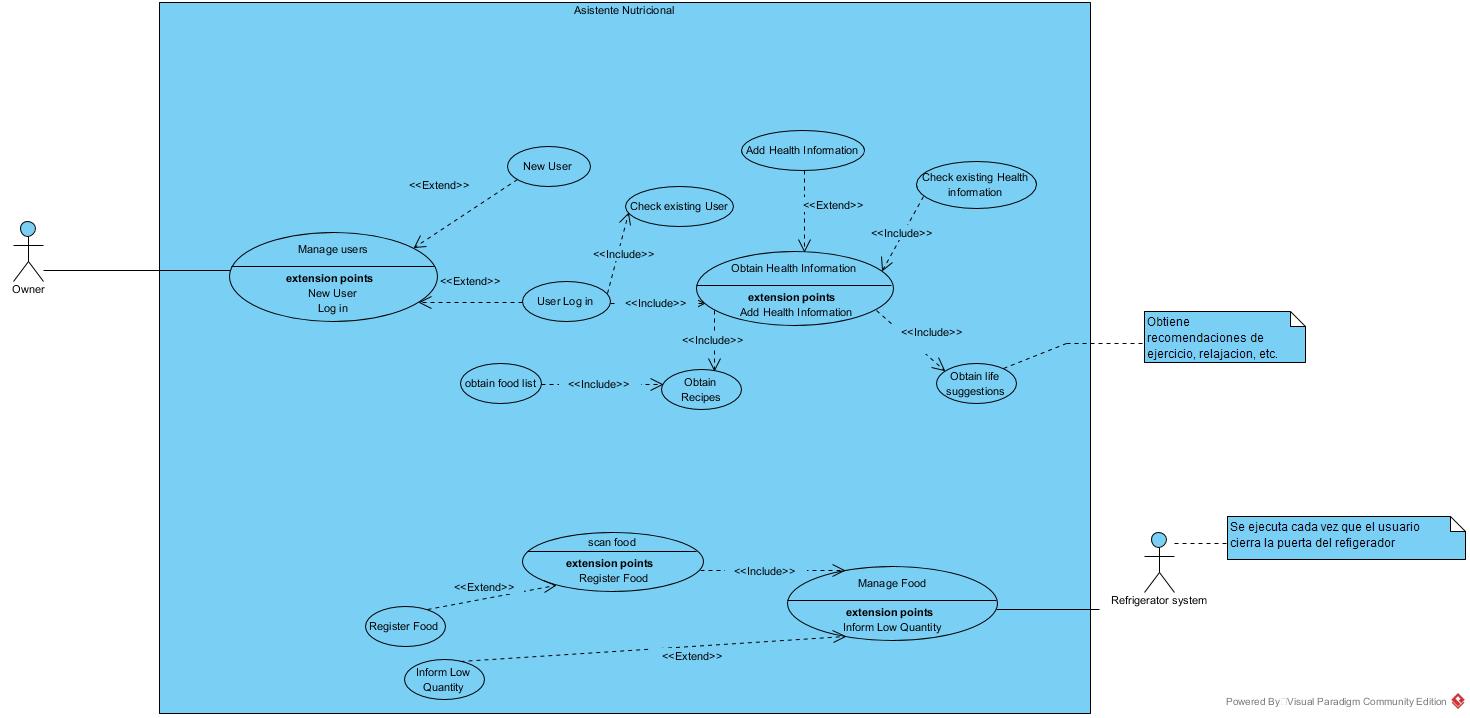 Asistente Nutricional
Add Health Information
New User
<<Extend>>
Check existing Health
information
Check existing User
<<Extend>>
<<Include>>
Manage users
extension points
New User
Log in
<<Include>>
Obtain Health Information
extension points
Add Health Information
<<Extend>>
User Log in
<<Include>>
Owner
<<Include>>
<<Include>>
Obtiene
recomendaciones de
ejercicio, relajacion, etc.
obtain food list
<<Include>>
Obtain
Recipes
Obtain life
suggestions
Se ejecuta cada vez que el usuario
cierra la puerta del refigerador
scan food
extension points
Register Food
<<Include>>
<<Extend>>
Manage Food
extension points
Inform Low Quantity
Refrigerator system
Register Food
<<Extend>>
Inform Low
Quantity
Powered By Visual Paradigm Community Edition